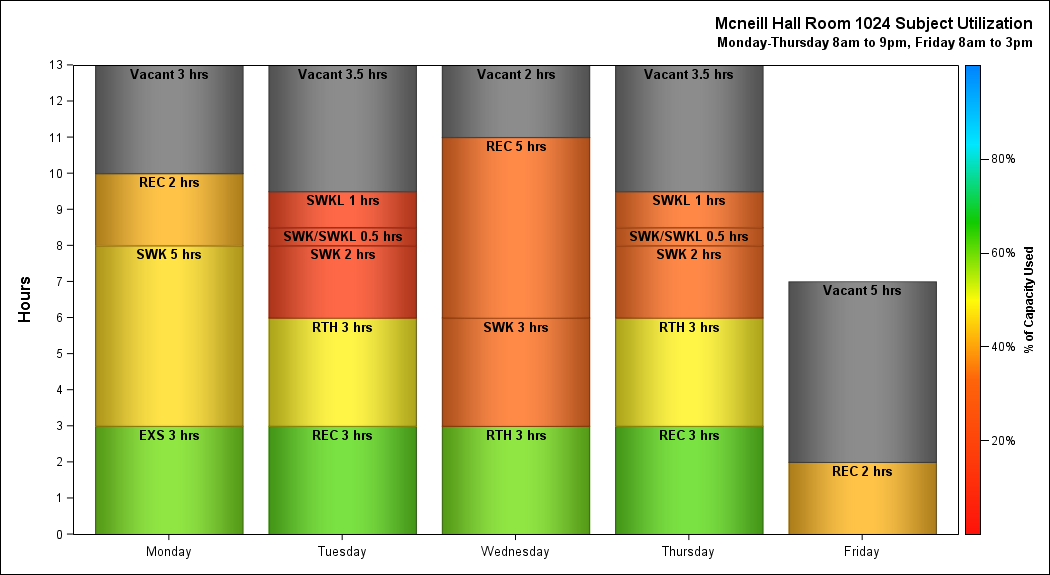 Mcneill Hall Room 1024 Subject Utilization
Monday-Thursday 8am to 9pm, Friday 8am to 3pm
Hours
13
12
11
10
9
8
7
6
5
4
3
2
1
0
Vacant 3 hrs
REC 2 hrs
SWK 5 hrs
EXS 3 hrs
Vacant 3.5 hrs
SWKL 1 hrs
SWK/SWKL 0.5 hrs
SWK 2 hrs
RTH 3 hrs
REC 3 hrs
Vacant 2 hrs
REC 5 hrs
SWK 3 hrs
RTH 3 hrs
Vacant 3.5 hrs
SWKL 1 hrs
SWK/SWKL 0.5 hrs
SWK 2 hrs
RTH 3 hrs
REC 3 hrs
Vacant 5 hrs
REC 2 hrs
Monday
Tuesday
Wednesday
Thursday
Friday
80%
60%
40%
20%
% of Capacity Used